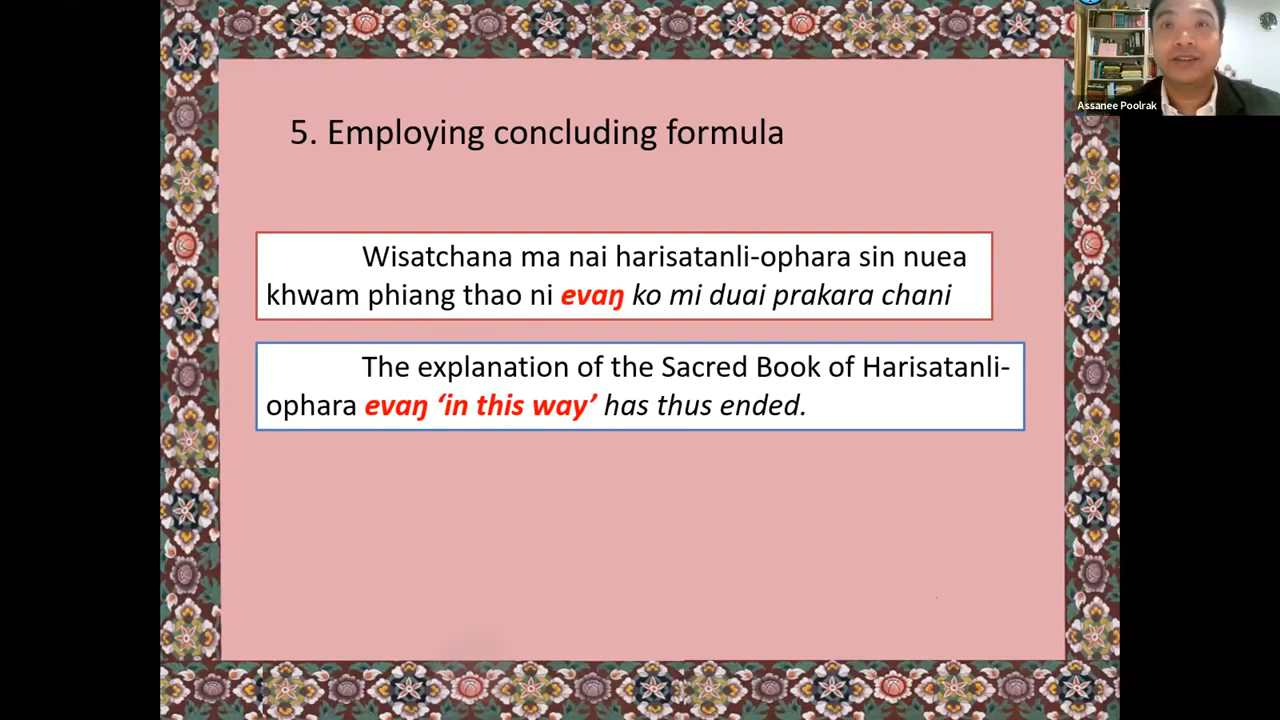 Assanee Poolrak
5. Employing concluding formula
Wisatchana ma nai harisatanli-ophara sin nuea
khwam phiang thao ni evaŋ ko mi duai prakara chani
The explanation of the Sacred Book of Harisatanli-
ophara evaŋ ‘in this way’ has thus ended.